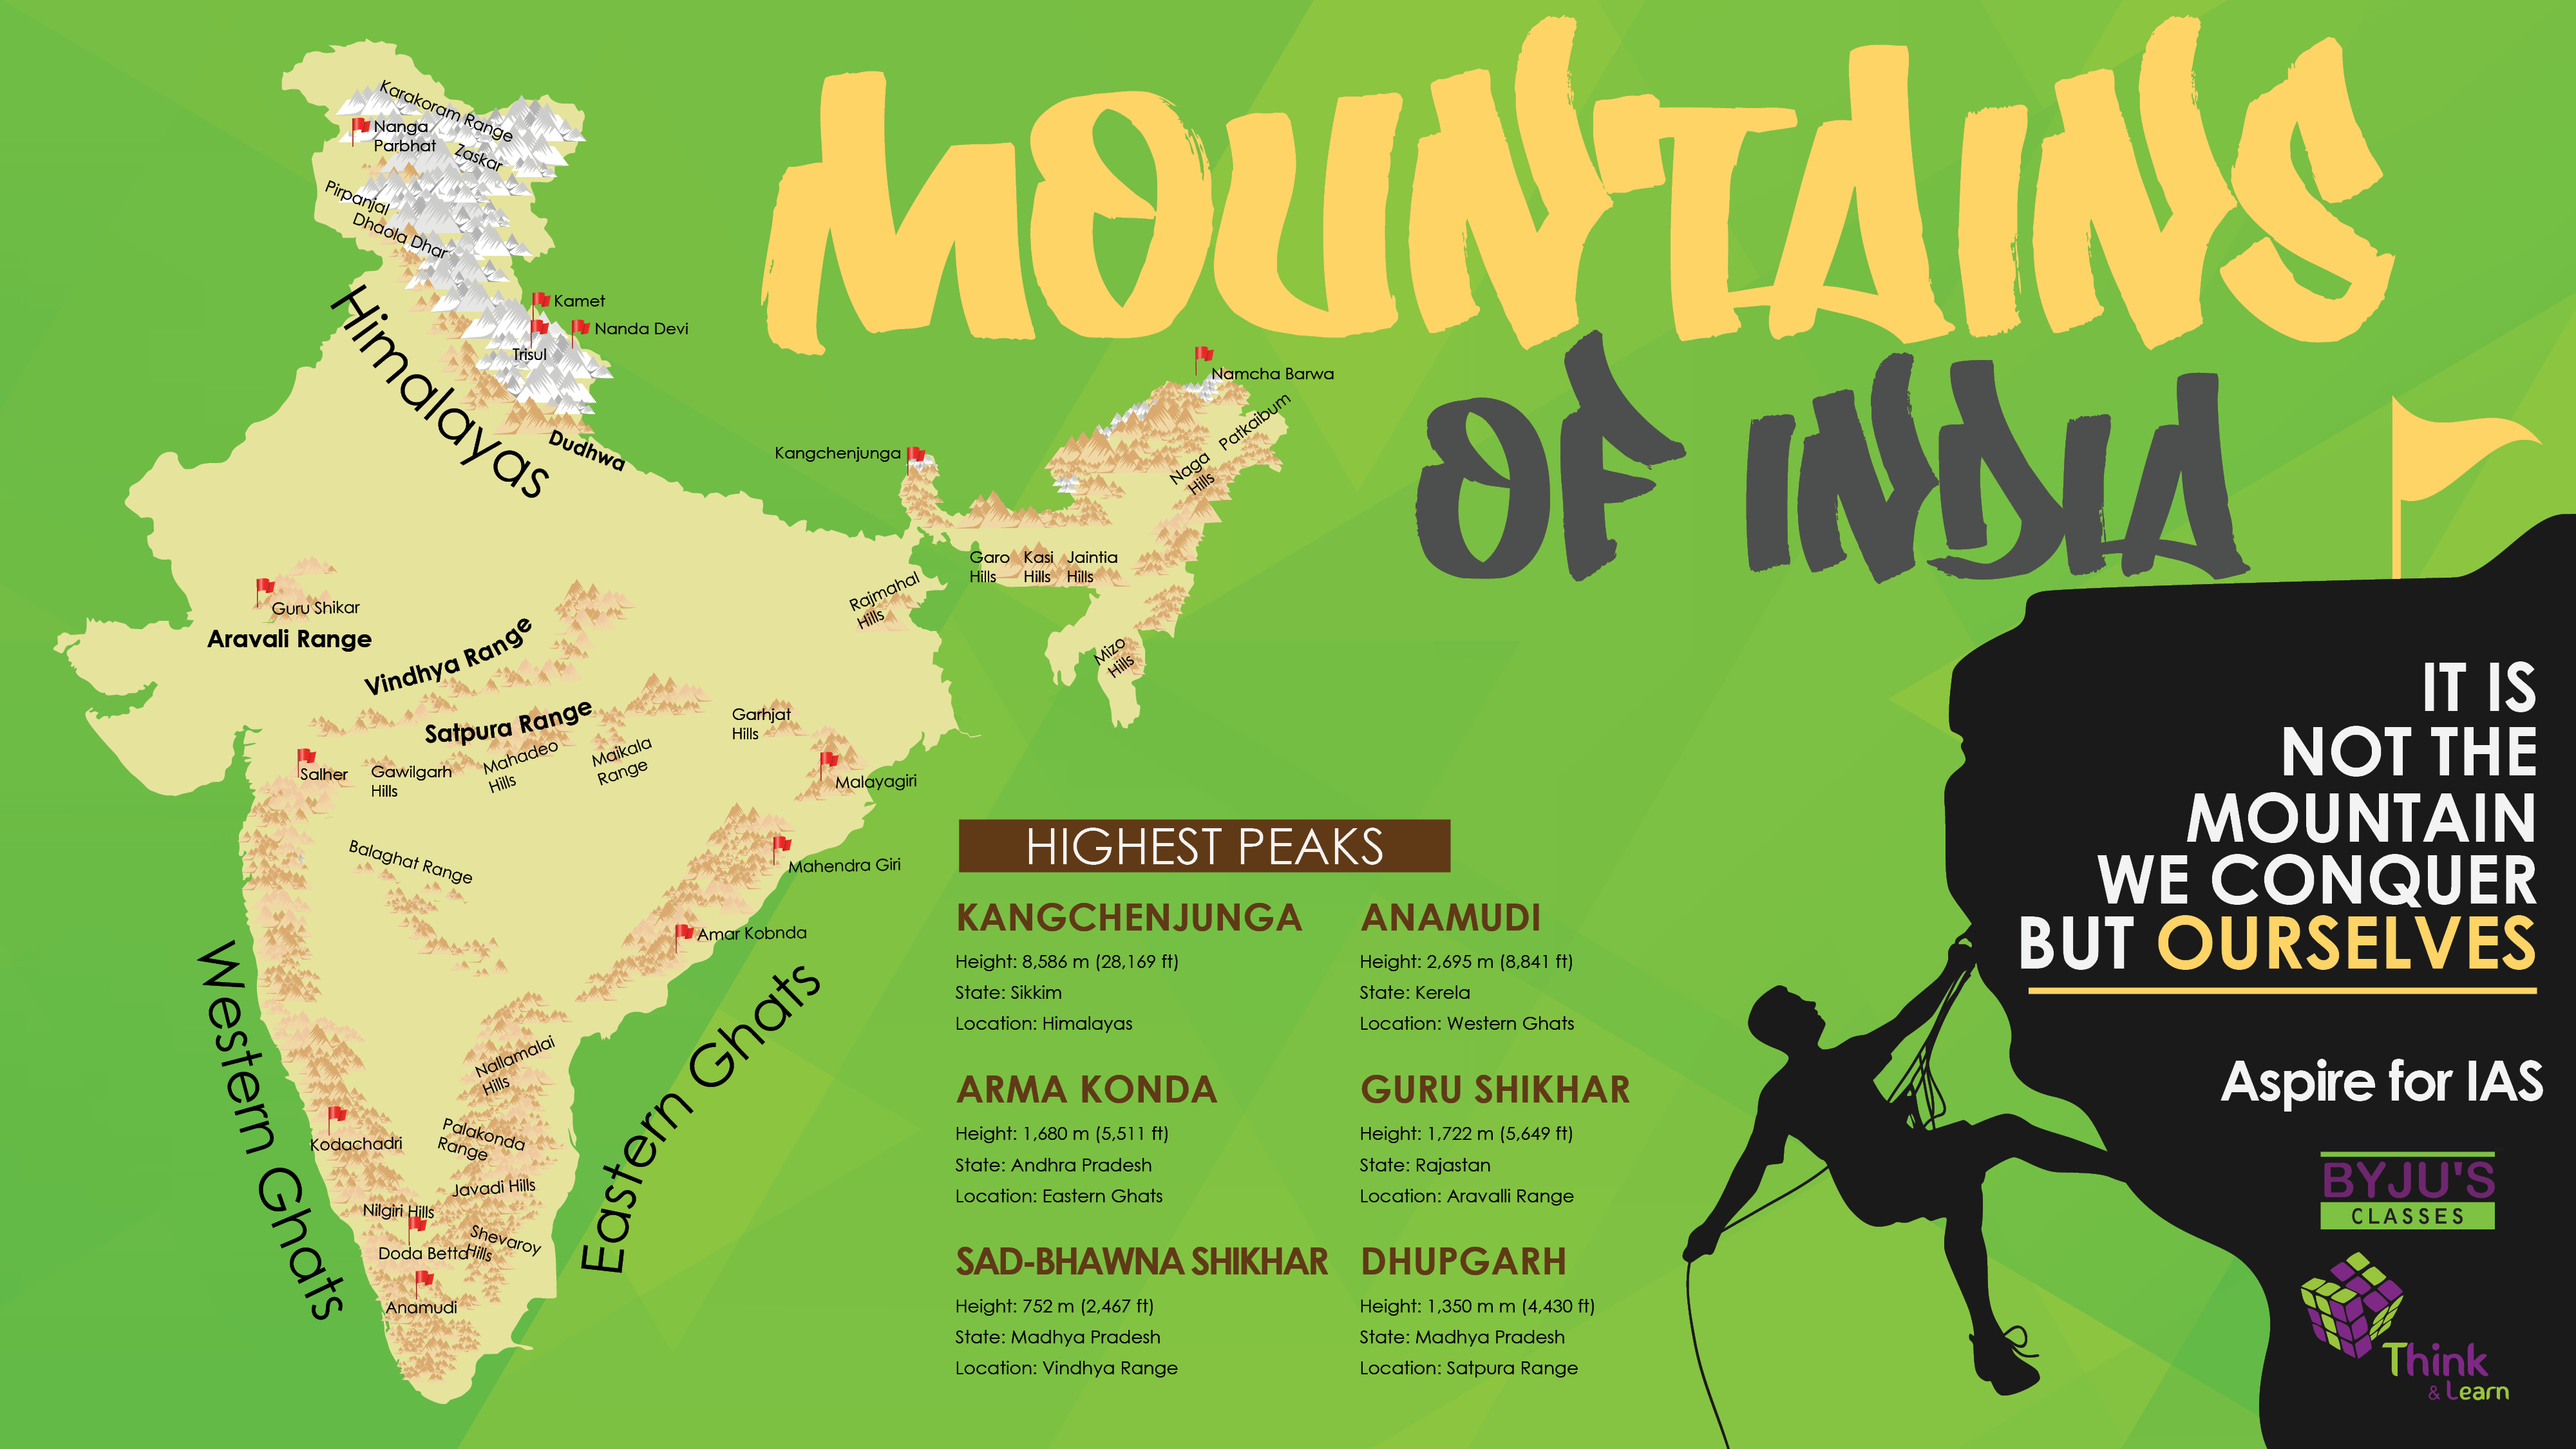 MOUNTAINS
OF INDIA
Karakoram Range
Nanga
Parbhat
Zaskar
Pirpanjal
Dhaola Dhar
Himalayas
Kamet
Nanda Devi
Trisul
Dudhwa
Namcha Barwa
Patkaibum
Kangchenjunga
Naga
Hills
Garo
Hills
Kasi
Hills
Jaintia
Hills
Rajmahal
Hills
Mizo
Hills
Guru Shikar
Aravali Range
Vindhya Range
Satpura Range
Garhjat
Hills
Salher
Gawilgarh
Hills
Mahadeo
Hills
Maikala
Range
Malayagiri
Balaghat Range
Mahendra Giri
Amar Kobnda
Western Ghats
Eastern Ghats
Nallamalai
Hills
Kodachadri
Palakonda
Range
Javadi Hills
Nilgiri Hills
Shevaroy
Hills
Doda Betta
Anamudi
HIGHEST PEAKS
KANGCHENJUNGA
Height: 8,586 m (28,169 ft)
State: Sikkim
Location: Himalayas
ANAMUDI
Height: 2,695 m (8,841 ft)
State: Kerela
Location: Western Ghats
ARMA KONDA
Height: 1,680 m (5,511 ft)
State: Andhra Pradesh
Location: Eastern Ghats
GURU SHIKHAR
Height: 1,722 m (5,649 ft)
State: Rajastan
Location: Aravalli Range
SAD-BHAWNA SHIKHAR
Height: 752 m (2,467 ft)
State: Madhya Pradesh
Location: Vindhya Range
DHUPGARH
Height: 1,350 m m (4,430 ft)
State: Madhya Pradesh
Location: Satpura Range
IT IS
NOT THE
MOUNTAIN
WE CONQUER
BUT OURSELVES
Aspire for IAS
BYJU'S
CLASSES
Think
& Learn